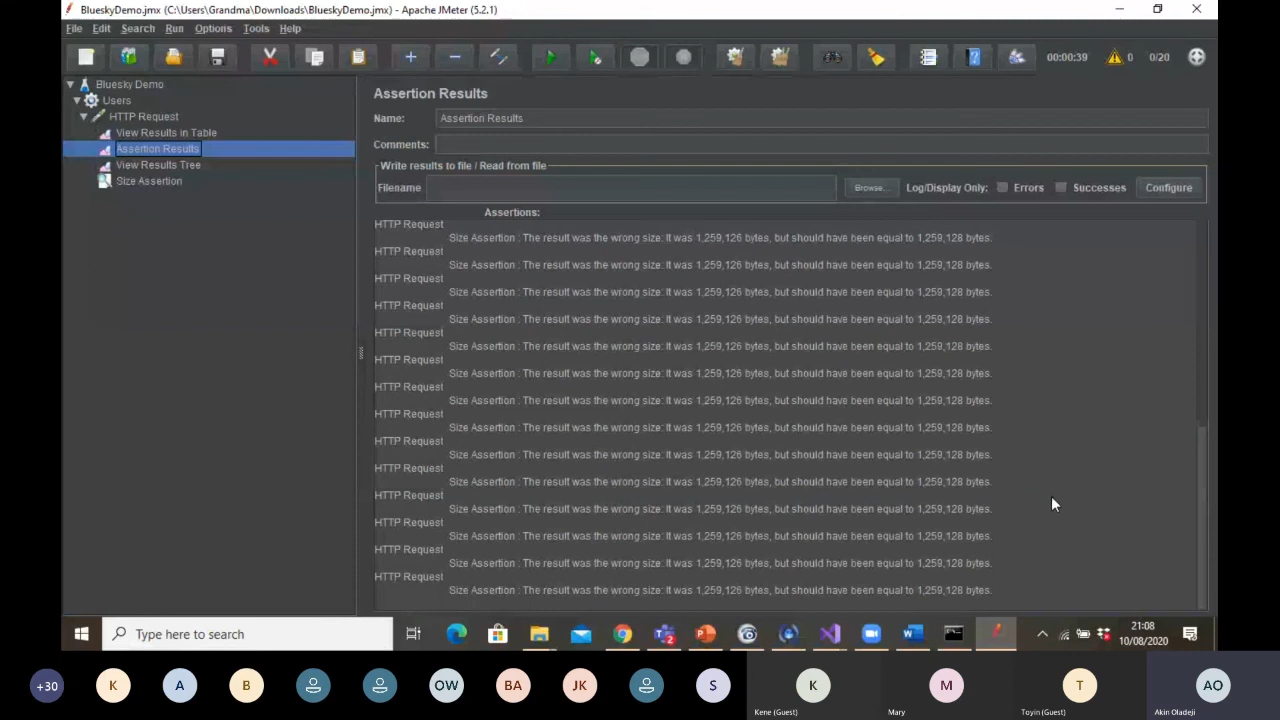 BlueskyDemo.jmx (C:\Users\Grandma\Downloads\BlueskyDemo.jmx) - Apache JMeter (5.2.1)
File Edit Search Run Options Tools Help
00:00:39 0 0/20
Bluesky Demo
Users
HTTP Request
View Results in Table
Assertion Results
View Results Tree
Size Assertion
Assertion Results
Name: Assertion Results
Comments:
Write results to file / Read from file
Filename Browse... Log/Display Only: Errors Successes Configure
Assertions:
HTTP Request
Size Assertion : The result was the wrong size: It was 1,259,126 bytes, but should have been equal to 1,259,128 bytes.
HTTP Request
Size Assertion : The result was the wrong size: It was 1,259,126 bytes, but should have been equal to 1,259,128 bytes.
HTTP Request
Size Assertion : The result was the wrong size: It was 1,259,126 bytes, but should have been equal to 1,259,128 bytes.
HTTP Request
Size Assertion : The result was the wrong size: It was 1,259,126 bytes, but should have been equal to 1,259,128 bytes.
HTTP Request
Size Assertion : The result was the wrong size: It was 1,259,126 bytes, but should have been equal to 1,259,128 bytes.
HTTP Request
Size Assertion : The result was the wrong size: It was 1,259,126 bytes, but should have been equal to 1,259,128 bytes.
HTTP Request
Size Assertion : The result was the wrong size: It was 1,259,126 bytes, but should have been equal to 1,259,128 bytes.
HTTP Request
Size Assertion : The result was the wrong size: It was 1,259,126 bytes, but should have been equal to 1,259,128 bytes.
HTTP Request
Size Assertion : The result was the wrong size: It was 1,259,126 bytes, but should have been equal to 1,259,128 bytes.
HTTP Request
Size Assertion : The result was the wrong size: It was 1,259,126 bytes, but should have been equal to 1,259,128 bytes.
HTTP Request
Size Assertion : The result was the wrong size: It was 1,259,126 bytes, but should have been equal to 1,259,128 bytes.
HTTP Request
Size Assertion : The result was the wrong size: It was 1,259,126 bytes, but should have been equal to 1,259,128 bytes.
HTTP Request
Size Assertion : The result was the wrong size: It was 1,259,126 bytes, but should have been equal to 1,259,128 bytes.
HTTP Request
Size Assertion : The result was the wrong size: It was 1,259,126 bytes, but should have been equal to 1,259,128 bytes.
Type here to search
21:08
10/08/2020
+30 K A B OW BA JK S K M T AO
Kene (Guest) Mary Toyin (Guest) Akin Oladeji